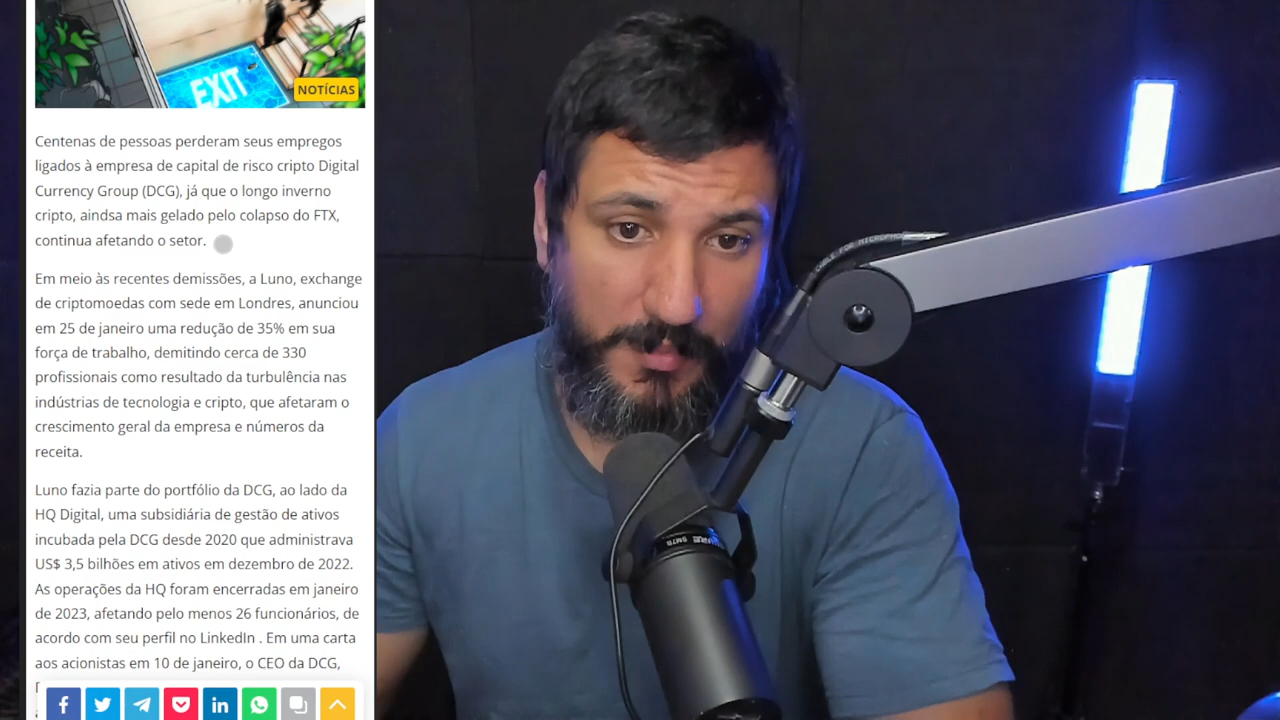 EXIT
NOTÍCIAS
Centenas de pessoas perderam seus empregos
ligados à empresa de capital de risco cripto Digital
Currency Group (DCG), já que o longo inverno
cripto, aindsa mais gelado pelo colapso do FTX,
continua afetando o setor.
Em meio às recentes demissões, a Luno, exchange
de criptomoedas com sede em Londres, anunciou
em 25 de janeiro uma redução de 35% em sua
força de trabalho, demitindo cerca de 330
profissionais como resultado da turbulência nas
indústrias de tecnologia e cripto, que afetaram o
crescimento geral da empresa e números da
receita.
Luno fazia parte do portfólio da DCG, ao lado da
HQ Digital, uma subsidiária de gestão de ativos
incubada pela DCG desde 2020 que administrava
US$ 3,5 bilhões em ativos em dezembro de 2022.
As operações da HQ foram encerradas em janeiro
de 2023, afetando pelo menos 26 funcionários, de
acordo com seu perfil no LinkedIn . Em uma carta
aos acionistas em 10 de janeiro, o CEO da DCG,
CABLE FOR MICROPHO
SHURE SM7B